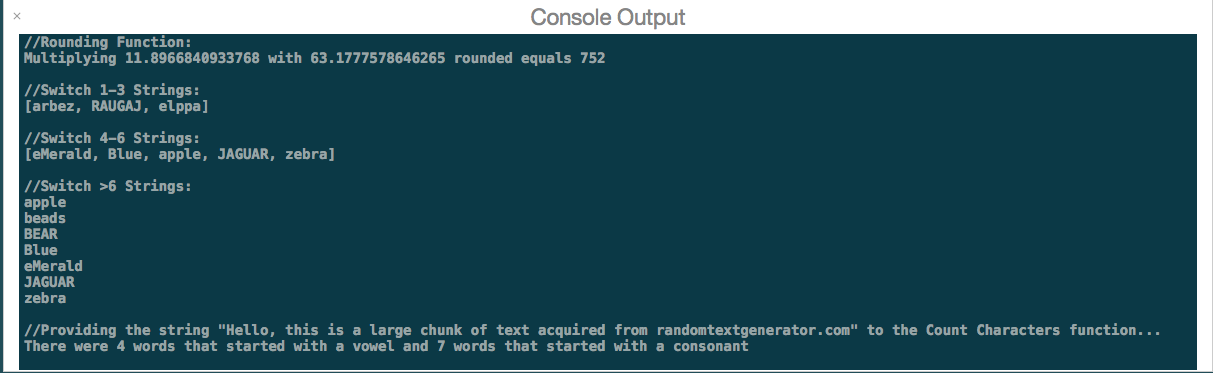 ×
Console Output
//Rounding Function:
Multiplying 11.8966840933768 with 63.1777578646265 rounded equals 752
//Switch 1-3 Strings:
[arbez, RAUGAJ, elppa]
//Switch 4-6 Strings:
[eMerald, Blue, apple, JAGUAR, zebra]
//Switch >6 Strings:
apple
beads
BEAR
Blue
eMerald
JAGUAR
zebra
//Providing the string "Hello, this is a large chunk of text acquired from randomtextgenerator.com" to the Count Characters function...
There were 4 words that started with a vowel and 7 words that started with a consonant